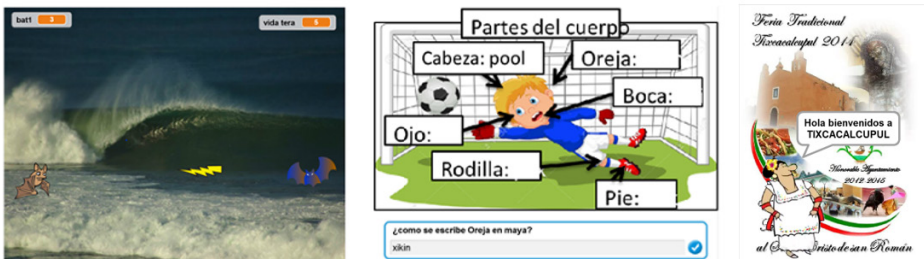 bat1 3
vida tera 5
Partes del cuerpo
Cabeza: pool
Oreja:
Boca:
Ojo:
Rodilla:
Pie:
¿como se escribe Oreja en maya?
xikin
Feria Tradicional
Tixcacalcupul 2014
Hola bienvenidos a
TIXCACALCUPUL
Honorable Ayuntamiento
2012-2015
al de san Román